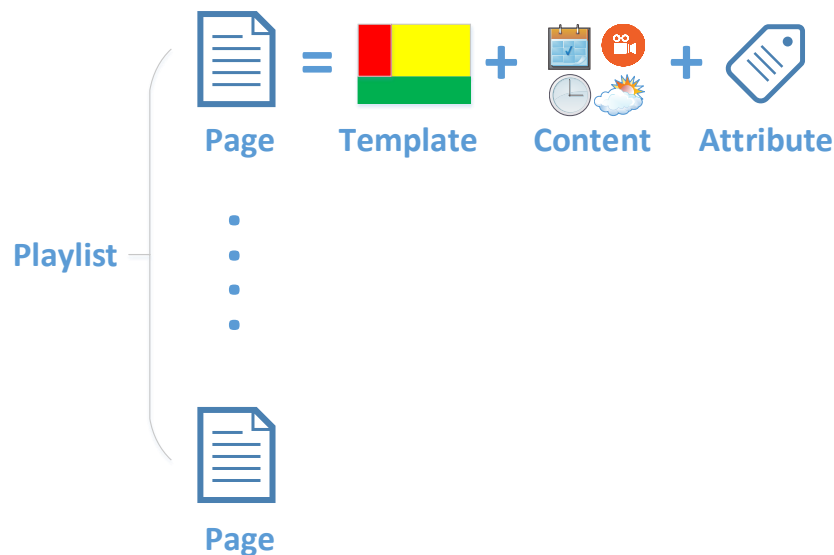 Page = Template + Content + Attribute
Playlist
Page